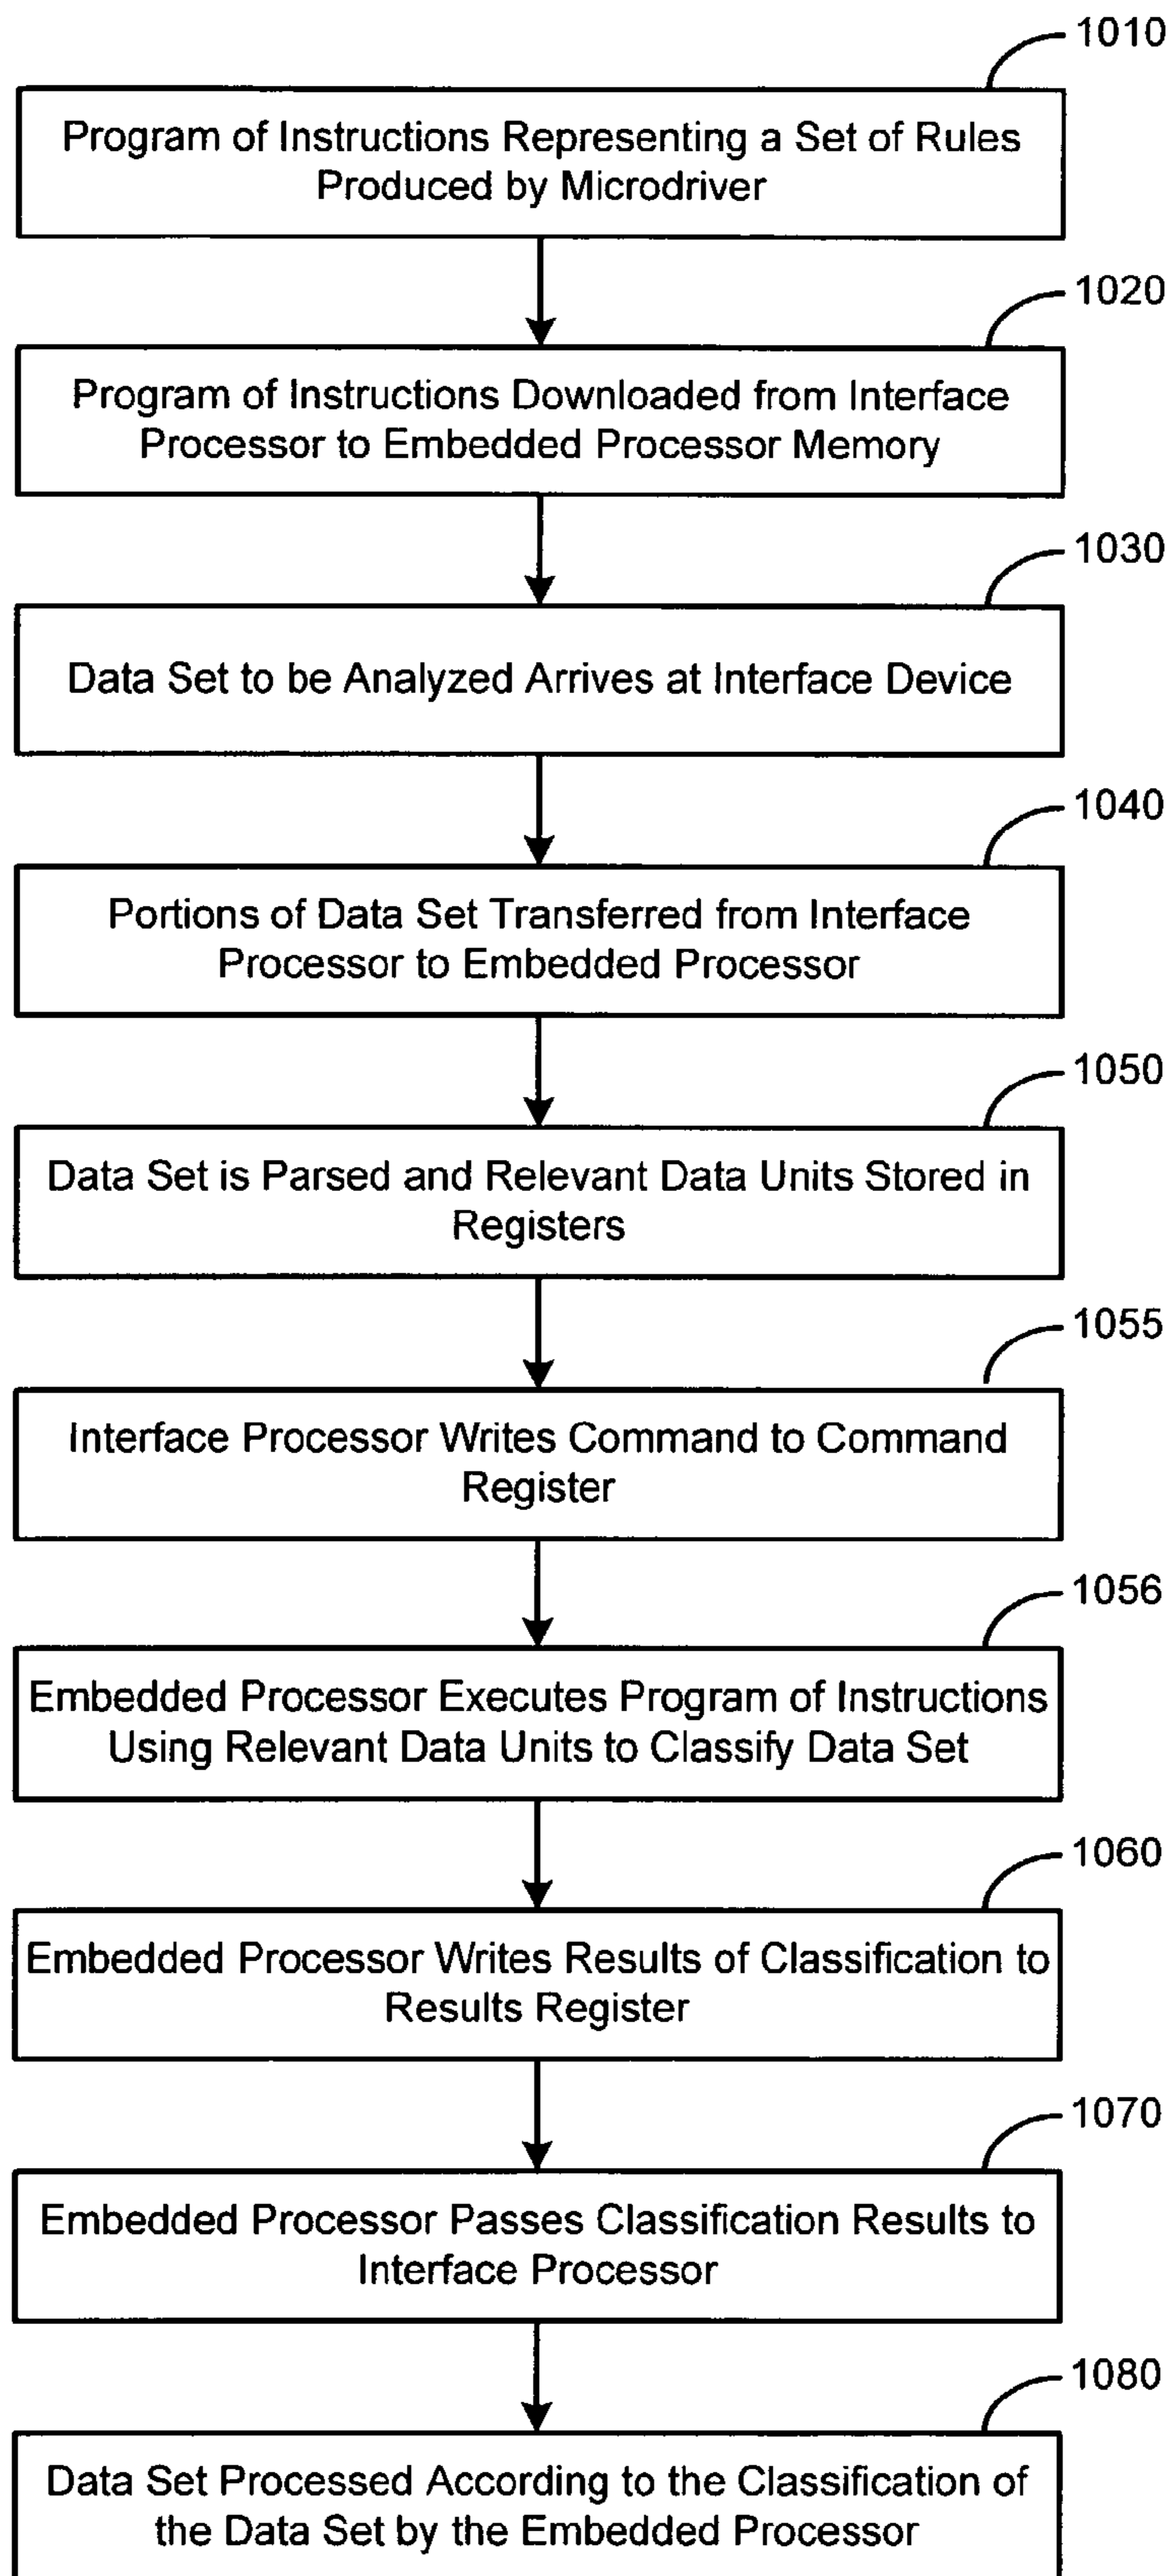 1010
Program of Instructions Representing a Set of Rules
Produced by Microdriver
1020
Program of Instructions Downloaded from Interface
Processor to Embedded Processor Memory
1030
Data Set to be Analyzed Arrives at Interface Device
1040
Portions of Data Set Transferred from Interface
Processor to Embedded Processor
1050
Data Set is Parsed and Relevant Data Units Stored in
Registers
1055
Interface Processor Writes Command to Command
Register
1056
Embedded Processor Executes Program of Instructions
Using Relevant Data Units to Classify Data Set
1060
Embedded Processor Writes Results of Classification to
Results Register
1070
Embedded Processor Passes Classification Results to
Interface Processor
1080
Data Set Processed According to the Classification of
the Data Set by the Embedded Processor